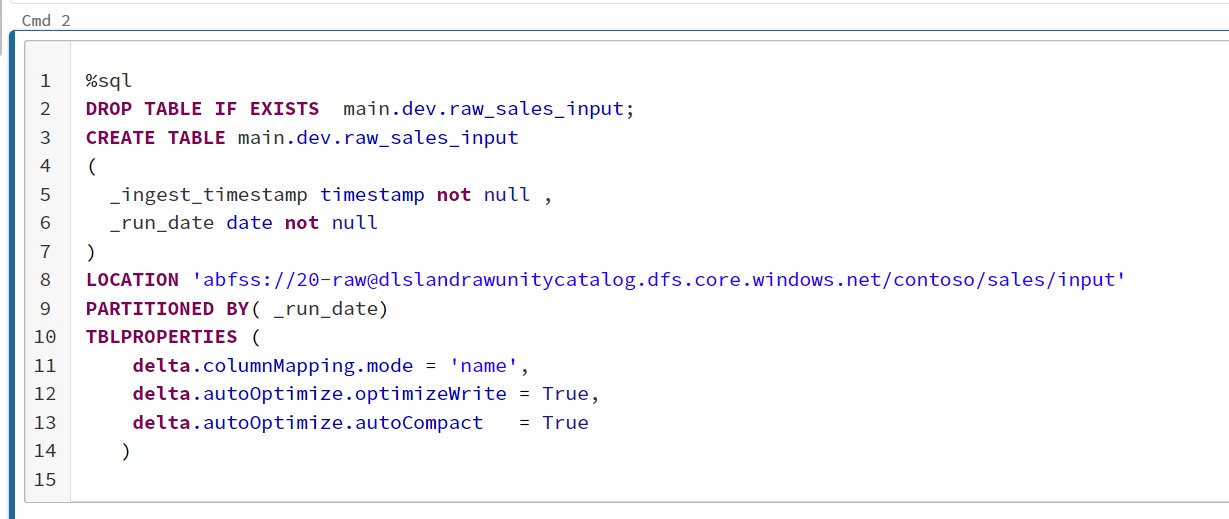 Cmd 2
1 %sql
2 DROP TABLE IF EXISTS  main.dev.raw_sales_input;
3 CREATE TABLE main.dev.raw_sales_input
4 (
5   _ingest_timestamp timestamp not null ,
6   _run_date date not null
7 )
8 LOCATION 'abfss://20-raw@dlslandrawunitycatalog.dfs.core.windows.net/contoso/sales/input'
9 PARTITIONED BY( _run_date)
10 TBLPROPERTIES (
11     delta.columnMapping.mode = 'name',
12     delta.autoOptimize.optimizeWrite = True,
13     delta.autoOptimize.autoCompact   = True
14    )
15